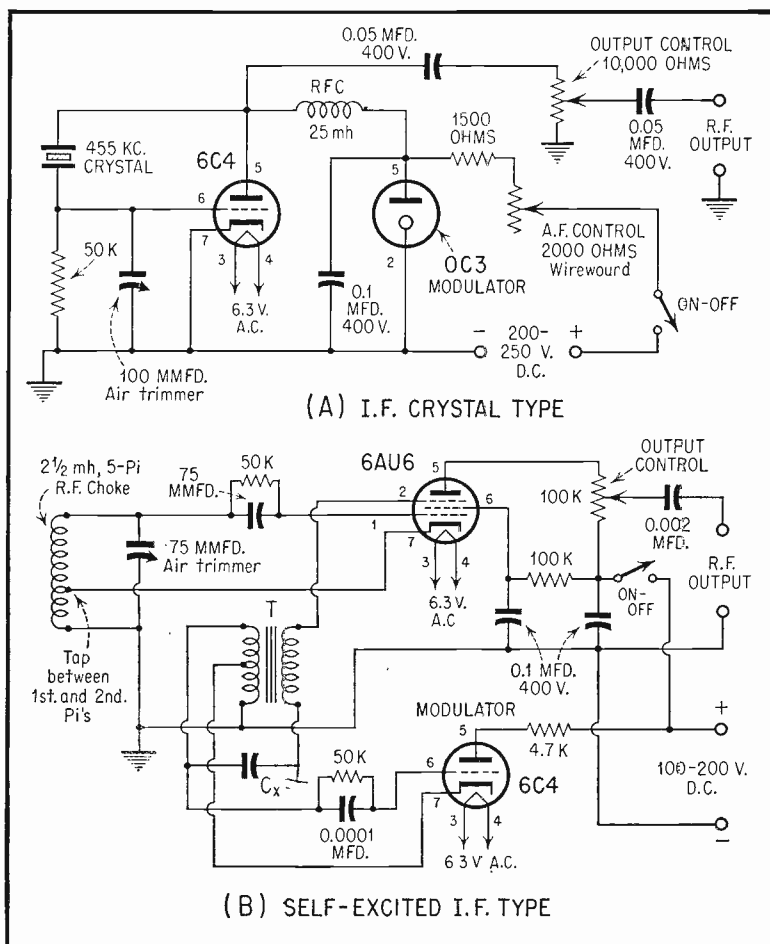 0.05 MFD.
400 V.
OUTPUT CONTROL
10,000 OHMS
RFC
25 mh
1500
OHMS
0.05
MFD.
400 V.
R.F.
OUTPUT
455 KC.
CRYSTAL
6C4
5
6
7
3
4
50 K
6.3 V.
A.C.
100 MMFD.
Air trimmer
0.1
MFD.
400 V.
5
2
OC3
MODULATOR
A.F. CONTROL
2000 OHMS
Wirewourd
ON-OFF
-
200-
250 V.
D.C.
+
(A) I.F. CRYSTAL TYPE
2½ mh, 5-Pi
R.F. Choke
75
MMFD.
50 K
75 MMFD.
Air trimmer
Tap
between
1st. and 2nd.
Pi's
6AU6
5
2
6
1
7
3
4
6.3 V.
A.C
OUTPUT
CONTROL
100 K
0.002
MFD.
R.F.
OUTPUT
100 K
ON-
OFF
0.1 MFD.
400 V.
T
Cx
50 K
0.0001
MFD.
MODULATOR
5
6
7
3
4
6C4
6 3 V A.C.
4.7 K
+
100-200 V.
D.C.
-
(B) SELF-EXCITED I.F. TYPE